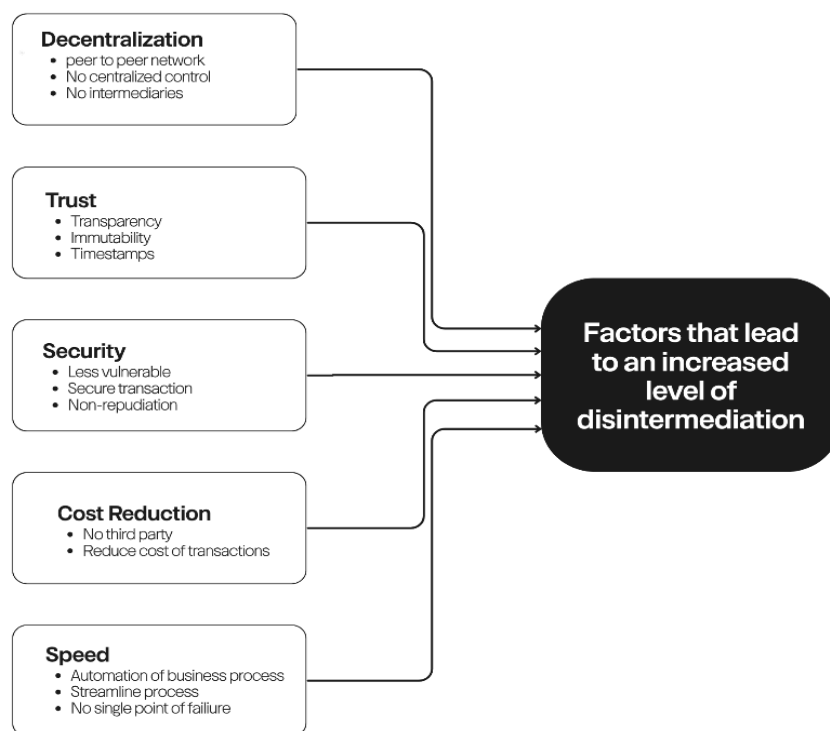 Decentralization
• peer to peer network
• No centralized control
• No intermediaries
Trust
• Transparency
• Immutability
• Timestamps
Security
• Less vulnerable
• Secure transaction
• Non-repudiation
Cost Reduction
• No third party
• Reduce cost of transactions
Speed
• Automation of business process
• Streamline process
• No single point of failiure
Factors that lead
to an increased
level of
disintermediation